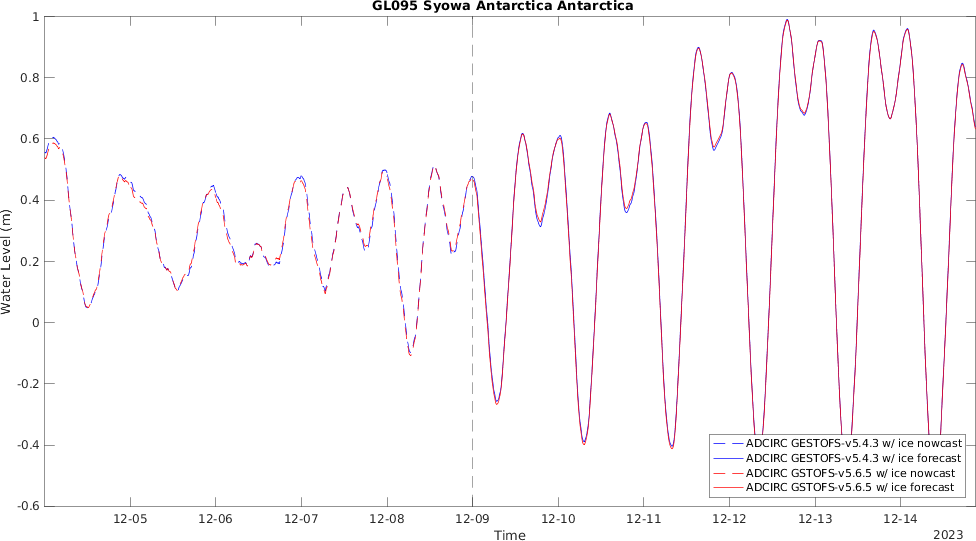 GL095 Syowa Antarctica Antarctica
1
0.8
0.6
0.4
0.2
0
-0.2
-0.4
-0.6
Water Level (m)
ADCIRC GESTOFS-v5.4.3 w/ ice nowcast
ADCIRC GESTOFS-v5.4.3 w/ ice forecast
ADCIRC GSTOFS-v5.6.5 w/ ice nowcast
ADCIRC GSTOFS-v5.6.5 w/ ice forecast
12-05 12-06 12-07 12-08 12-09 12-10 12-11 12-12 12-13 12-14
Time
2023